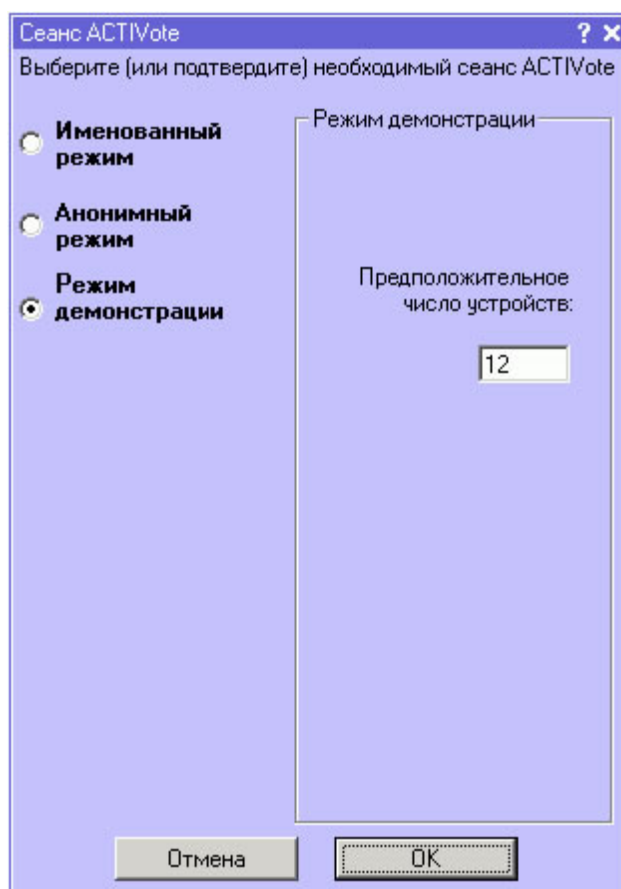 Сеанс ACTIVote
Выберите (или подтвердите) необходимый сеанс ACTIVote
Именованный
режим
Анонимный
режим
Режим
демонстрации
Режим демонстрации
Предположительное
число устройств:
12
Отмена
OK